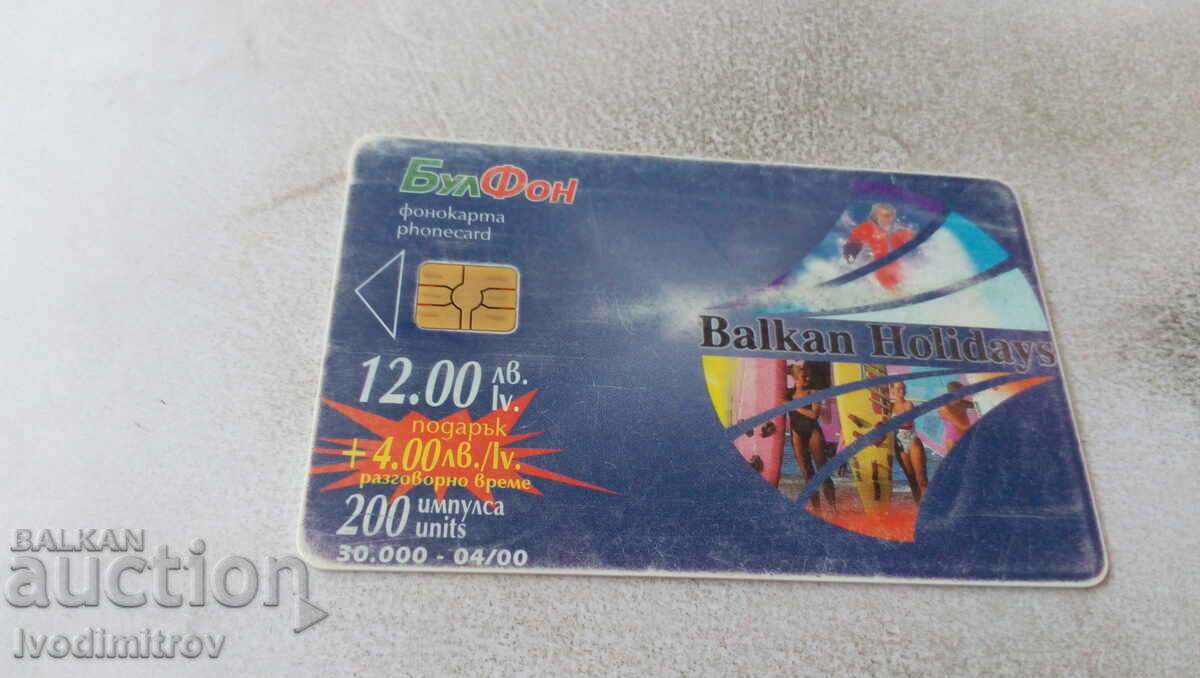 БулФон
фонокарта
phonecard
12.00 лв.
lv.
подарък
+4.00лв./lv.
разговорно време
200 импулса
units
30.000 - 04/00
Balkan Holidays
BALKAN
auction
Ivodimitrov